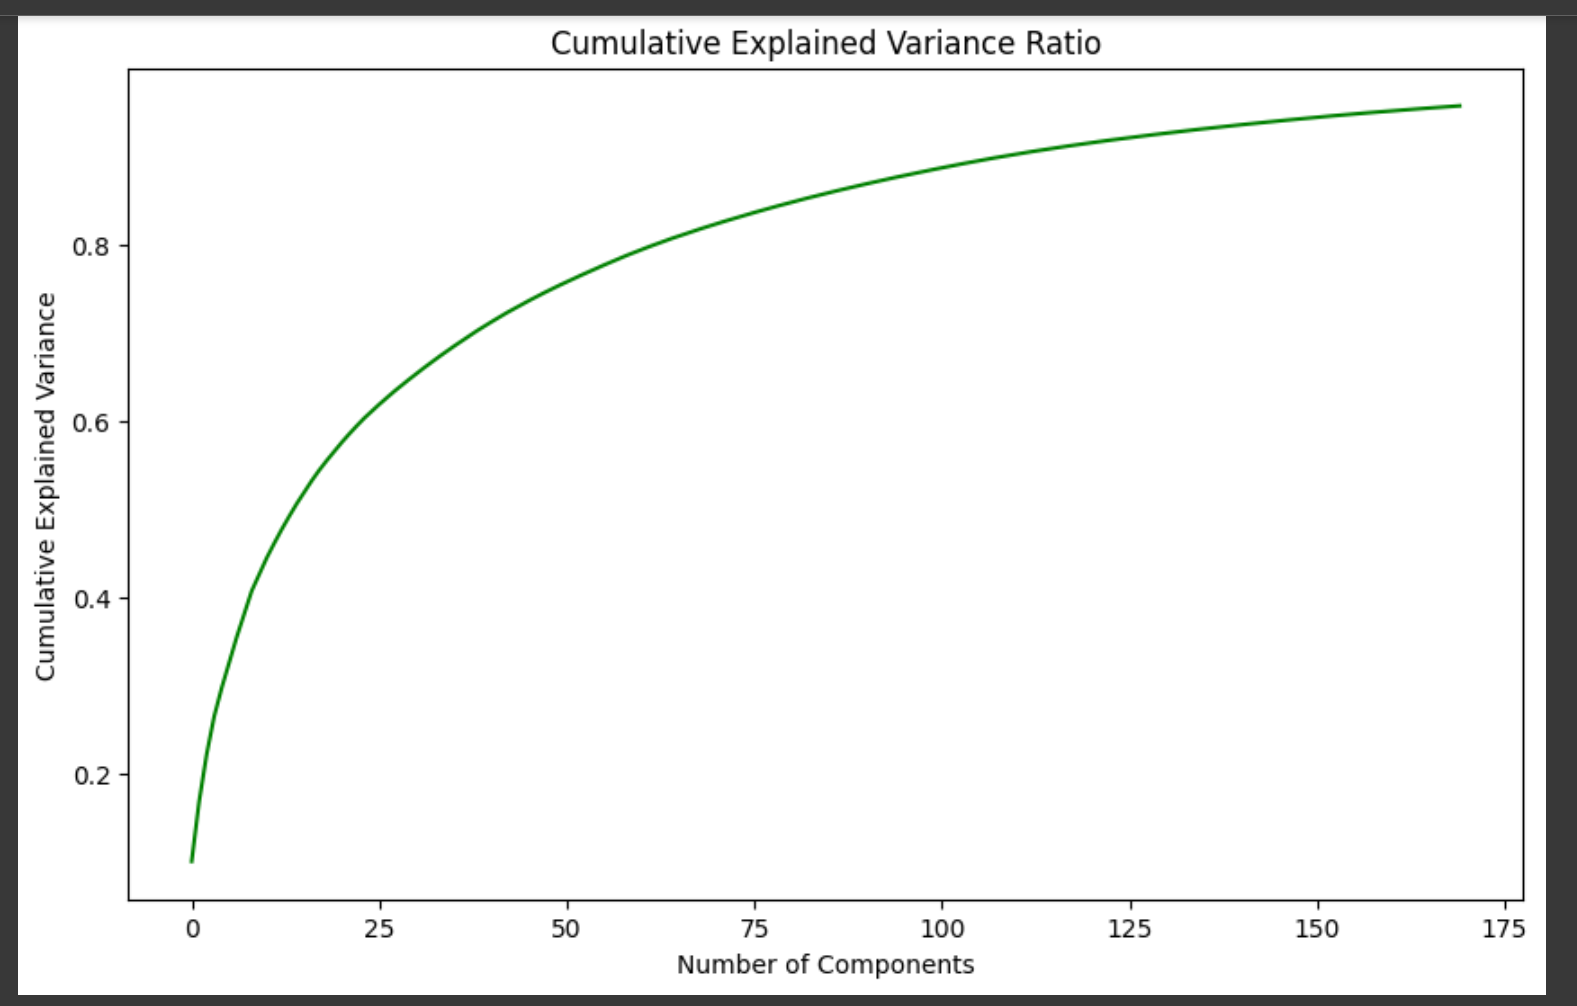 Cumulative Explained Variance Ratio
Cumulative Explained Variance
0.8
0.6
0.4
0.2
0 25 50 75 100 125 150 175
Number of Components